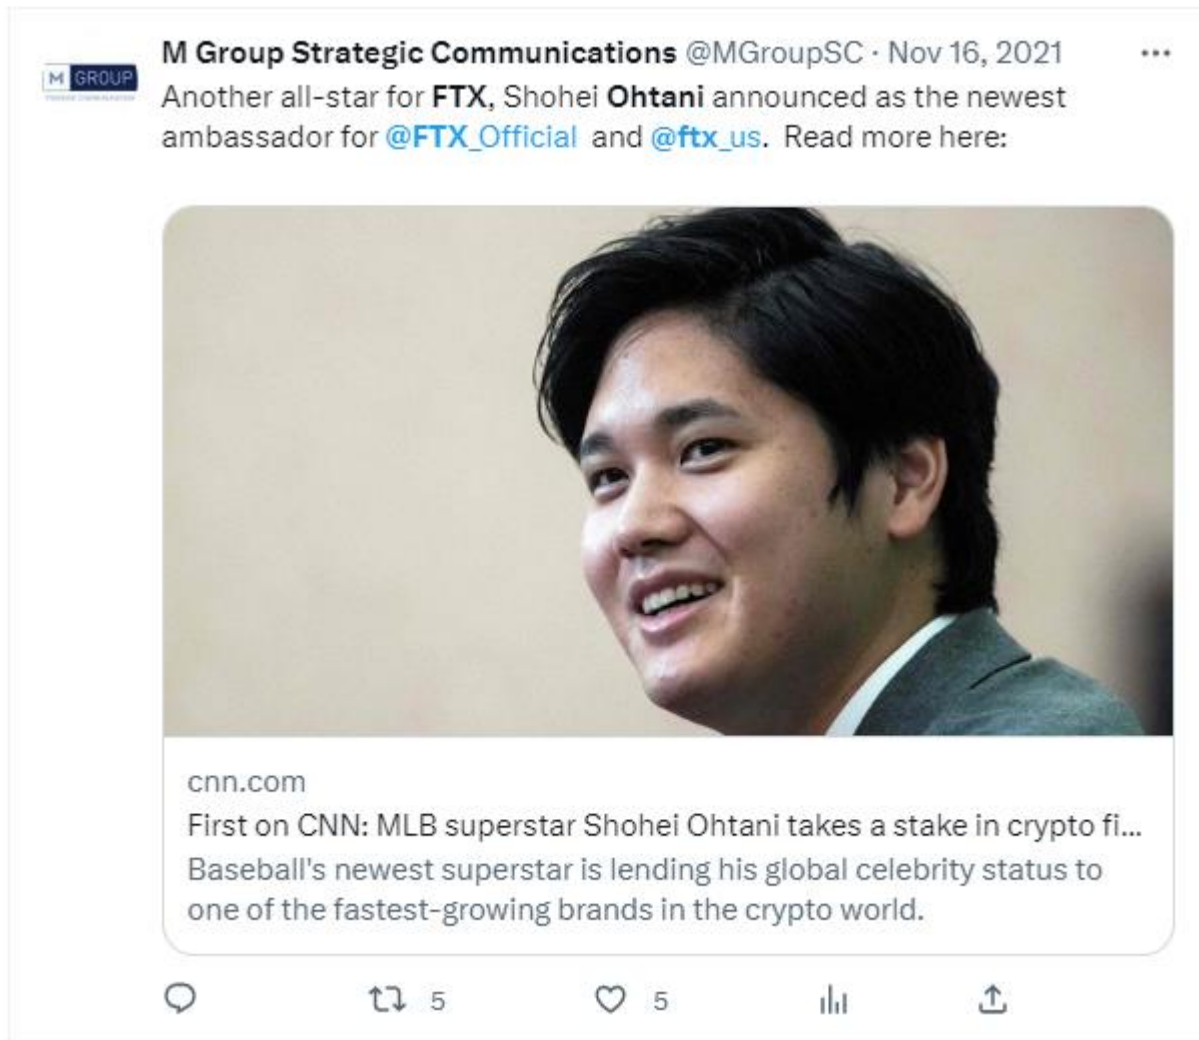 M Group Strategic Communications @MGroupSC · Nov 16, 2021
M GROUP
Another all-star for FTX, Shohei Ohtani announced as the newest
ambassador for @FTX_Official and @ftx_us. Read more here:
cnn.com
First on CNN: MLB superstar Shohei Ohtani takes a stake in crypto fi...
Baseball's newest superstar is lending his global celebrity status to
one of the fastest-growing brands in the crypto world.
5 5